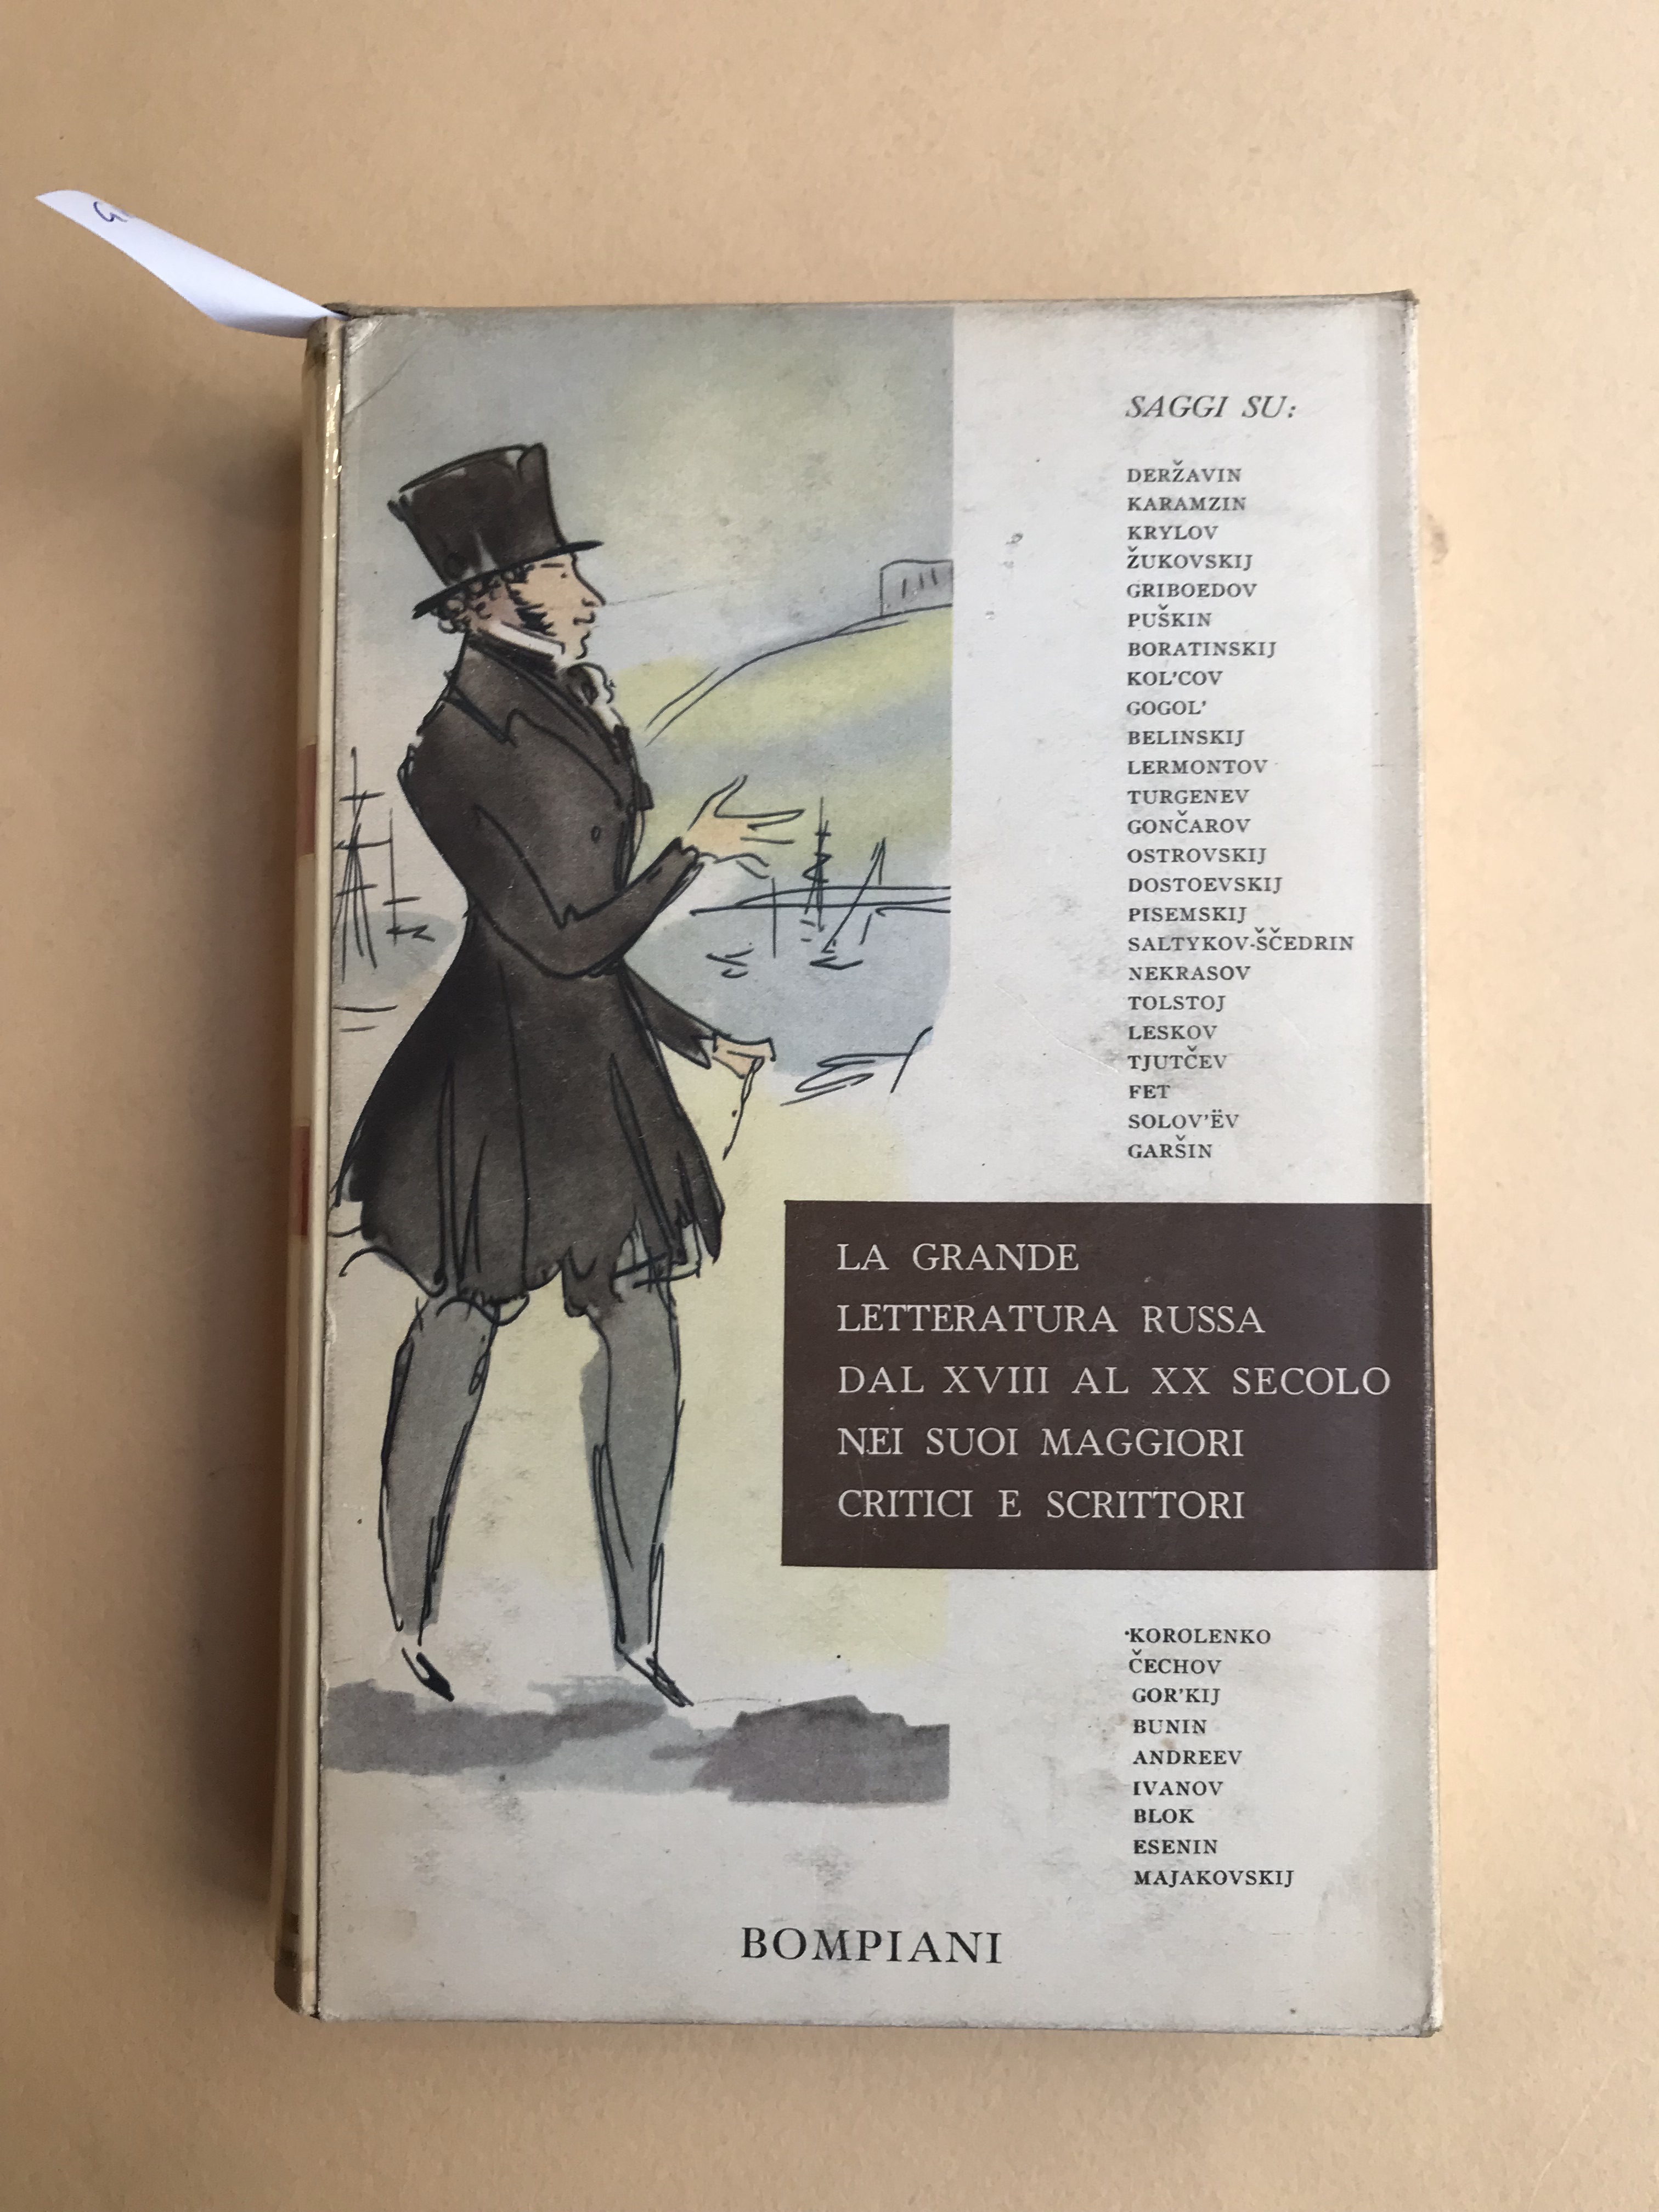 SAGGI SU:
DERŽAVIN
KARAMZIN
KRYLOV
ŽUKOVSKIJ
GRIBOEDOV
PUŠKIN
BORATINSKIJ
KOL'COV
GOGOL'
BELINSKIJ
LERMONTOV
TURGENEV
GONČAROV
OSTROVSKIJ
DOSTOEVSKIJ
PISEMSKIJ
SALTYKOV-ŠČEDRIN
NEKRASOV
TOLSTOJ
LESKOV
TJUTČEV
FET
SOLOV'ËV
GARŠIN
LA GRANDE
LETTERATURA RUSSA
DAL XVIII AL XX SECOLO
NEI SUOI MAGGIORI
CRITICI E SCRITTORI
KOROLENKO
ČECHOV
GOR'KIJ
BUNIN
ANDREEV
IVANOV
BLOK
ESENIN
MAJAKOVSKIJ
BOMPIANI